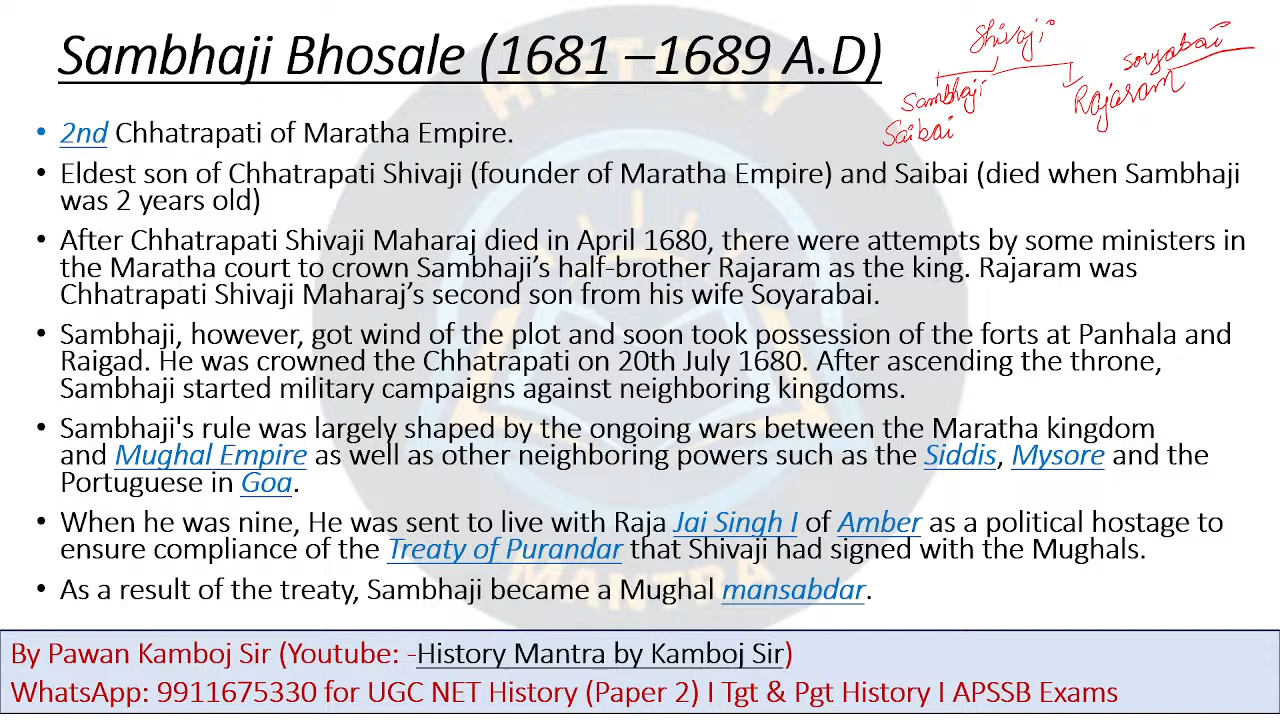 Sambhaji Bhosale (1681 –1689 A.D)
Shivaji
Soyabai
Sambhaji
Rajaram
Saibai
• 2nd Chhatrapati of Maratha Empire.
• Eldest son of Chhatrapati Shivaji (founder of Maratha Empire) and Saibai (died when Sambhaji
was 2 years old)
• After Chhatrapati Shivaji Maharaj died in April 1680, there were attempts by some ministers in
the Maratha court to crown Sambhaji’s half-brother Rajaram as the king. Rajaram was
Chhatrapati Shivaji Maharaj’s second son from his wife Soyarabai.
• Sambhaji, however, got wind of the plot and soon took possession of the forts at Panhala and
Raigad. He was crowned the Chhatrapati on 20th July 1680. After ascending the throne,
Sambhaji started military campaigns against neighboring kingdoms.
• Sambhaji's rule was largely shaped by the ongoing wars between the Maratha kingdom
and Mughal Empire as well as other neighboring powers such as the Siddis, Mysore and the
Portuguese in Goa.
• When he was nine, He was sent to live with Raja Jai Singh I of Amber as a political hostage to
ensure compliance of the Treaty of Purandar that Shivaji had signed with the Mughals.
• As a result of the treaty, Sambhaji became a Mughal mansabdar.
HISTORY
MANTRA
By Pawan Kamboj Sir (Youtube: -History Mantra by Kamboj Sir)
WhatsApp: 9911675330 for UGC NET History (Paper 2) I Tgt & Pgt History I APSSB Exams